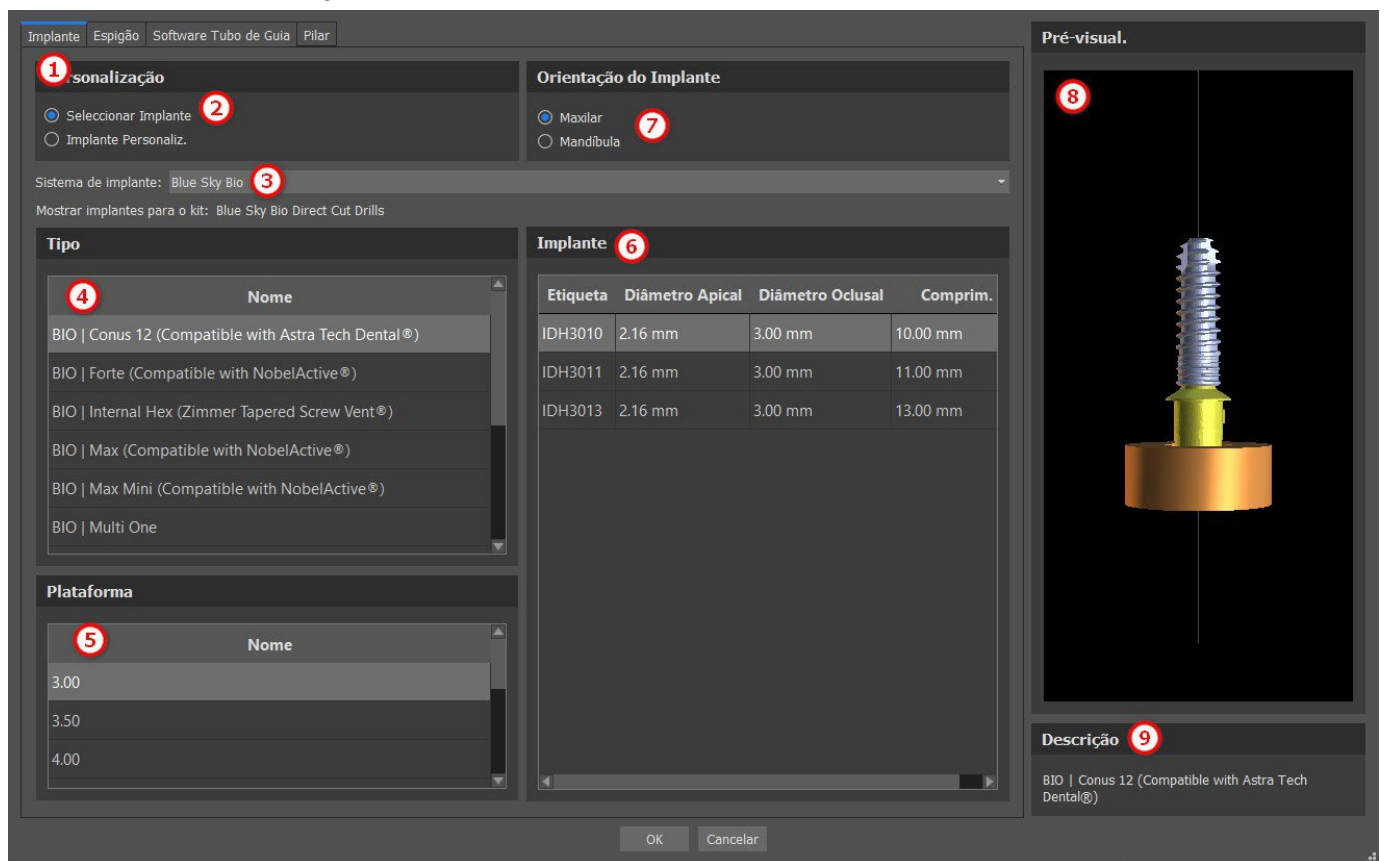 Implante Espigão Software Tubo de Guia Pilar
1
Personalização
Seleccionar Implante 2
Implante Personaliz.
Orientação do Implante
Maxilar
7
Mandíbula
Sistema de implante: Blue Sky Bio 3
Mostrar implantes para o kit: Blue Sky Bio Direct Cut Drills
Tipo
4 Nome
BIO | Conus 12 (Compatible with Astra Tech Dental®)
BIO | Forte (Compatible with NobelActive®)
BIO | Internal Hex (Zimmer Tapered Screw Vent®)
BIO | Max (Compatible with NobelActive®)
BIO | Max Mini (Compatible with NobelActive®)
BIO | Multi One
Plataforma
5 Nome
3.00
3.50
4.00
Implante 6
Etiqueta Diâmetro Apical Diâmetro Oclusal Comprim.
IDH3010 2.16 mm 3.00 mm 10.00 mm
IDH3011 2.16 mm 3.00 mm 11.00 mm
IDH3013 2.16 mm 3.00 mm 13.00 mm
Pré-visual.
8
Descrição 9
BIO | Conus 12 (Compatible with Astra Tech
Dental®)
OK Cancelar